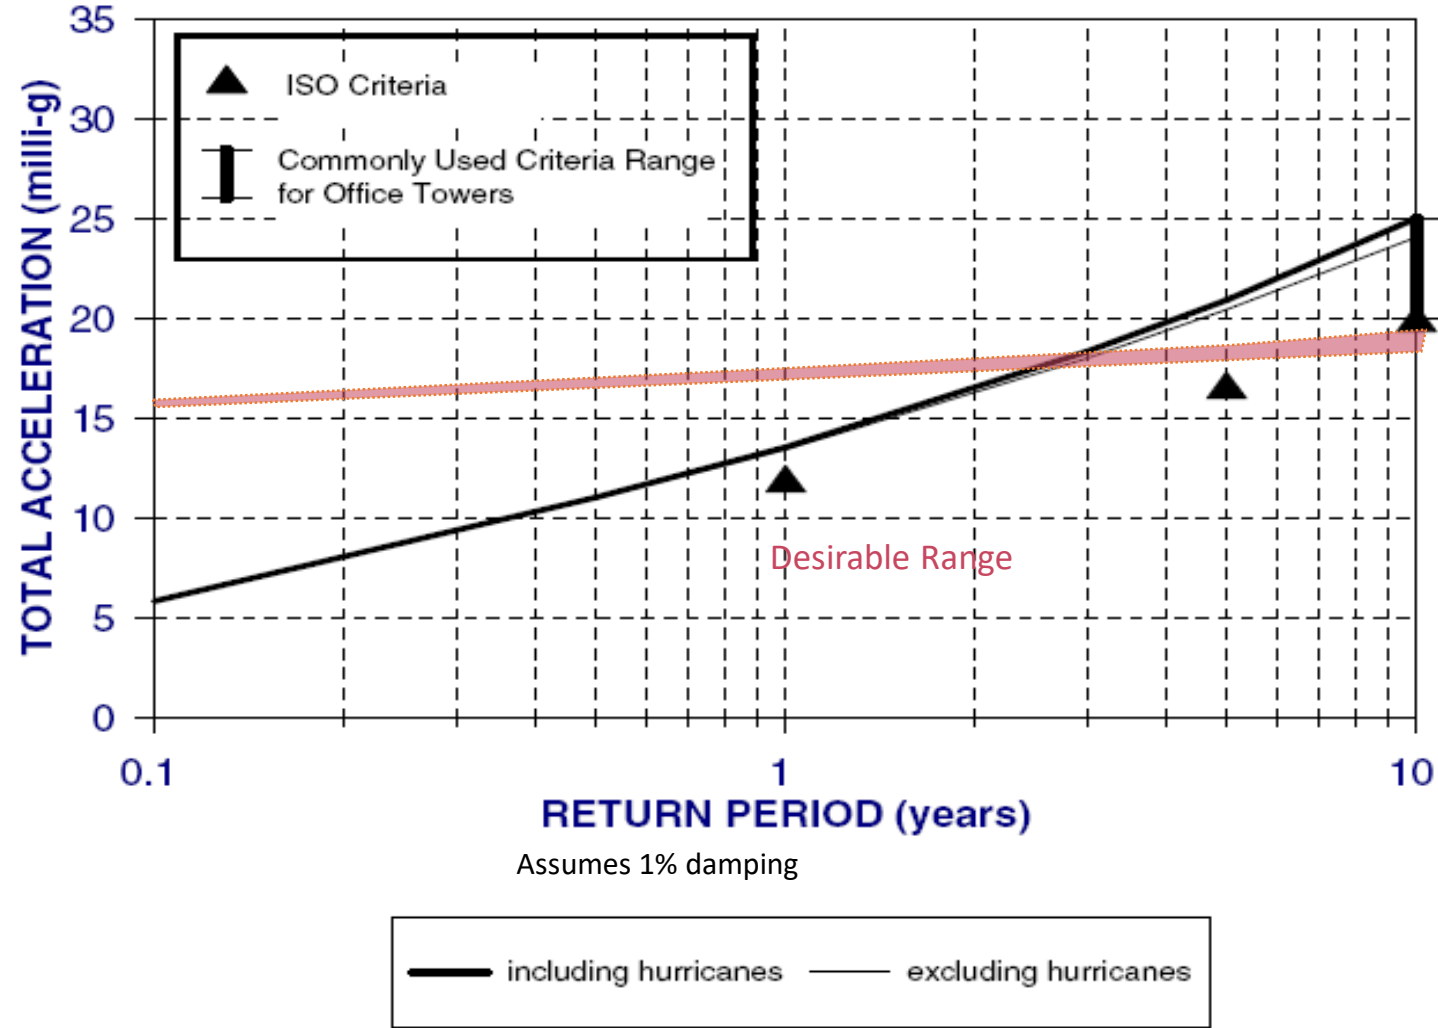 35
30
25
20
15
10
5
0
TOTAL ACCELERATION (milli-g)
ISO Criteria
Commonly Used Criteria Range
for Office Towers
Desirable Range
0.1 1 10
RETURN PERIOD (years)
Assumes 1% damping
including hurricanes excluding hurricanes